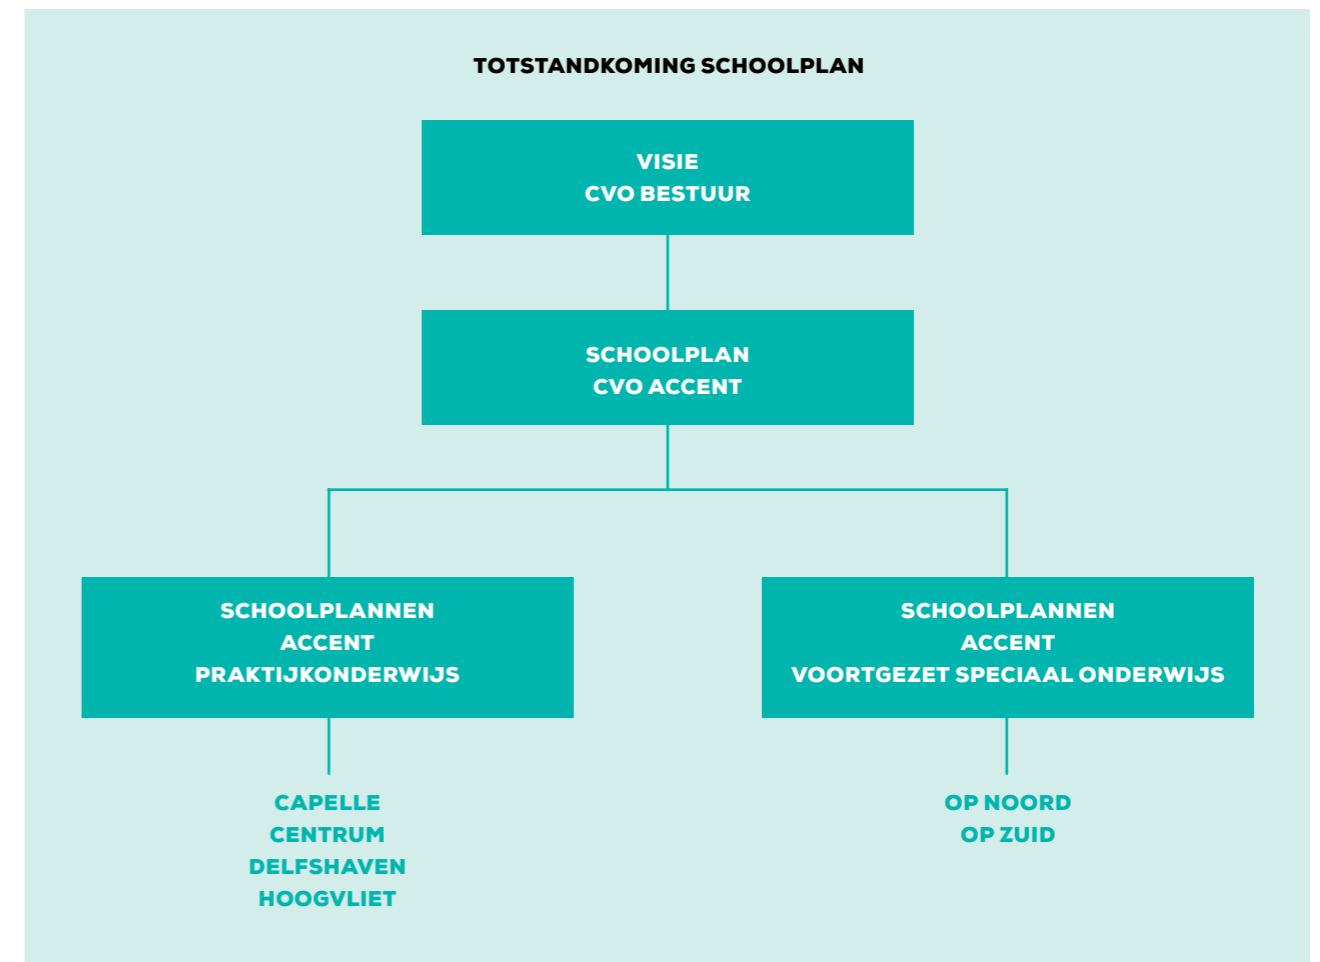 TOTSTANDKOMING SCHOOLPLAN
VISIE
CVO BESTUUR
SCHOOLPLAN
CVO ACCENT
SCHOOLPLANNEN
ACCENT
PRAKTIJKONDERWIJS
SCHOOLPLANNEN
ACCENT
VOORTGEZET SPECIAAL ONDERWIJS
CAPELLE
CENTRUM
DELFSHAVEN
HOOGVLIET
OP NOORD
OP ZUID